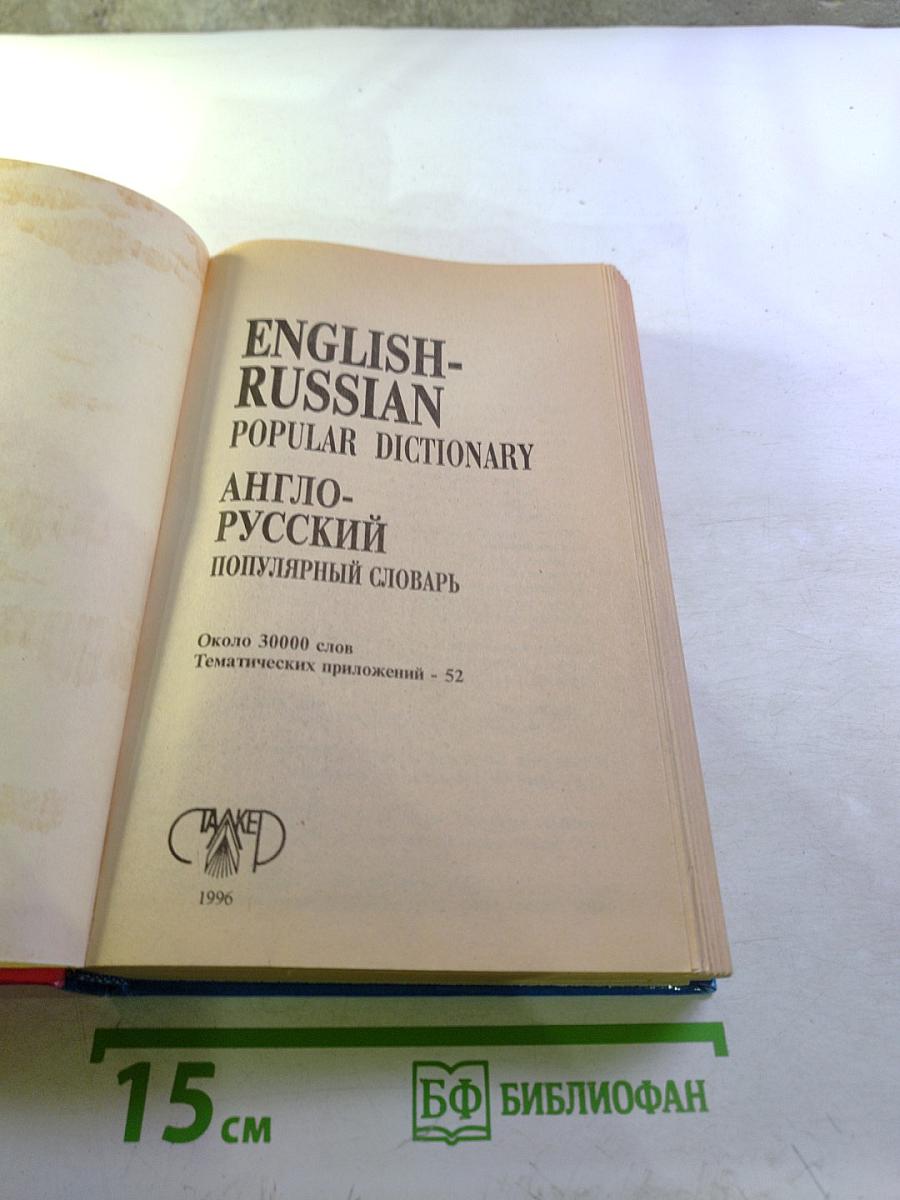 ENGLISH-
RUSSIAN
POPULAR DICTIONARY
АНГЛО-
РУССКИЙ
ПОПУЛЯРНЫЙ СЛОВАРЬ
Около 30000 слов
Тематических приложений - 52
СТАЛКЕР
1996
15 см
БФ БИБЛИОФАН